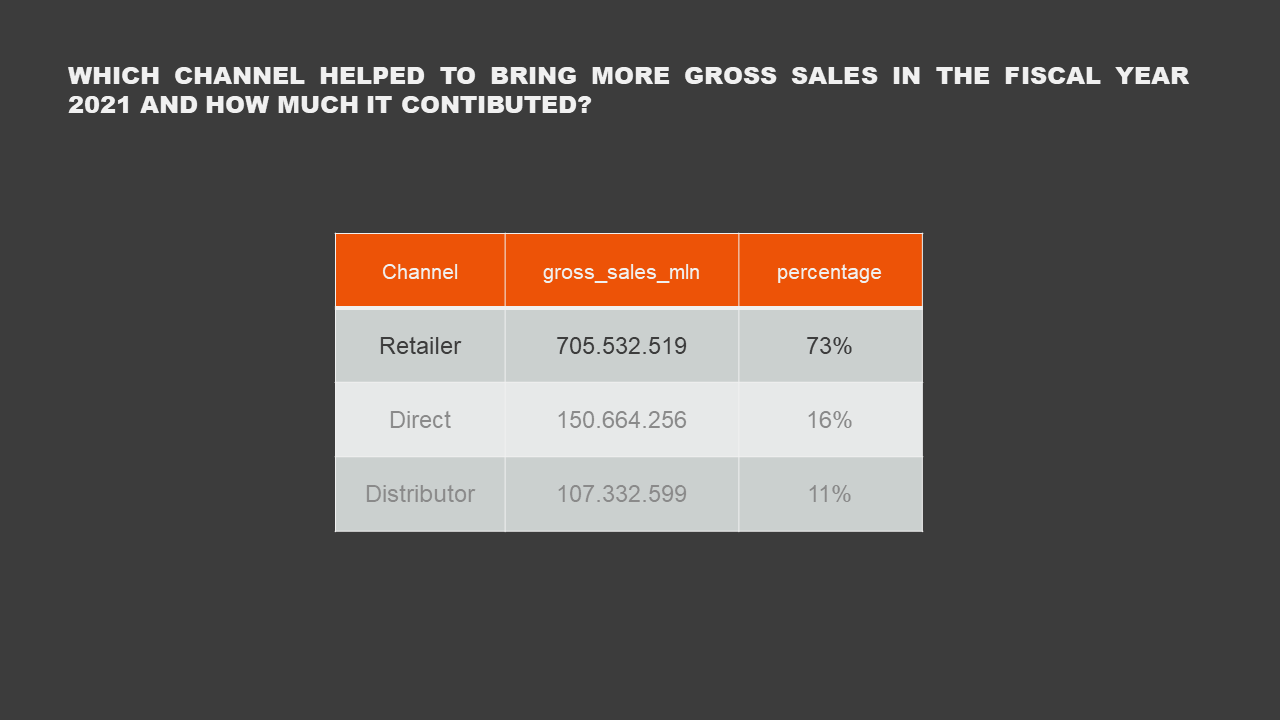 WHICH CHANNEL HELPED TO BRING MORE GROSS SALES IN THE FISCAL YEAR
2021 AND HOW MUCH IT CONTIBUTED?
Channel gross_sales_mln percentage
Retailer 705.532.519 73%
Direct 150.664.256 16%
Distributor 107.332.599 11%